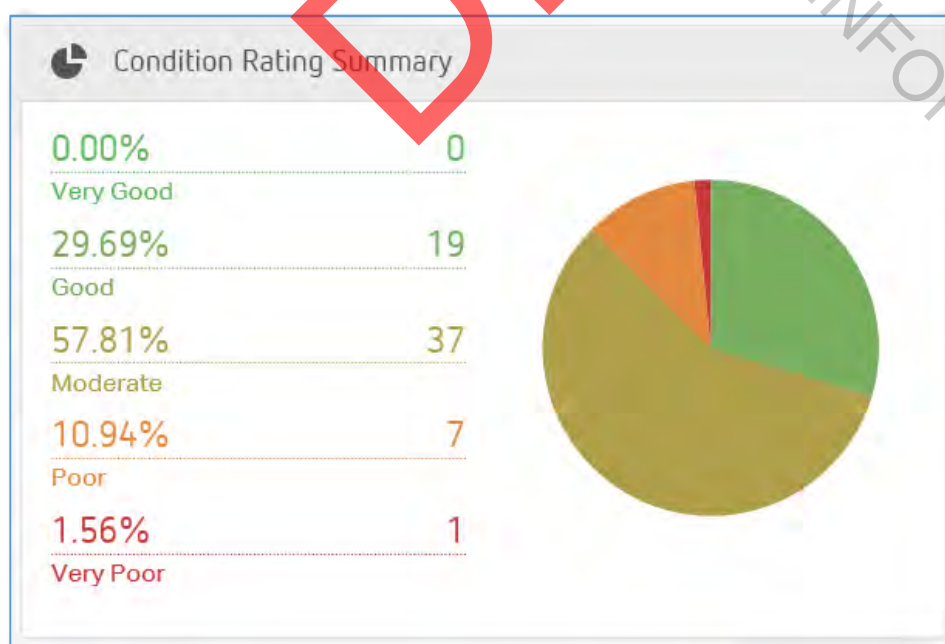 Condition Rating Summary
0.00% 0
Very Good
29.69% 19
Good
57.81% 37
Moderate
10.94% 7
Poor
1.56% 1
Very Poor